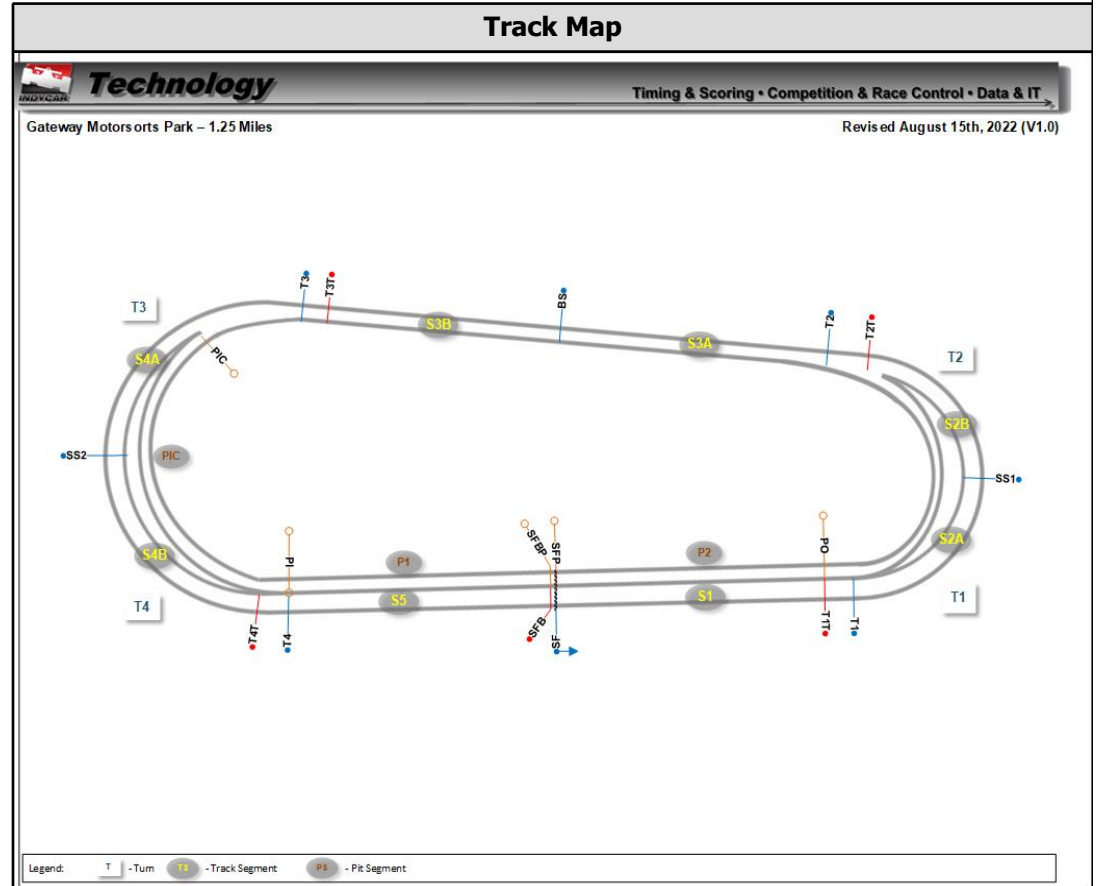 Track Map
INDYCAR Technology
Timing & Scoring • Competition & Race Control • Data & IT
Gateway Motorsorts Park – 1.25 Miles
Revised August 15th, 2022 (V1.0)
T3
T3T
BS
T2
T2T
T3
S3B
S3A
T2
S4A
PIC
S2B
SS2
PIC
SS1
S4B
PI
P1
SFBP
SFP
P2
PO
S2A
T4
S5
S1
T1
T4T
T4
SFB
SF
T1T
T1
Legend: T - Turn T3 - Track Segment P3 - Pit Segment